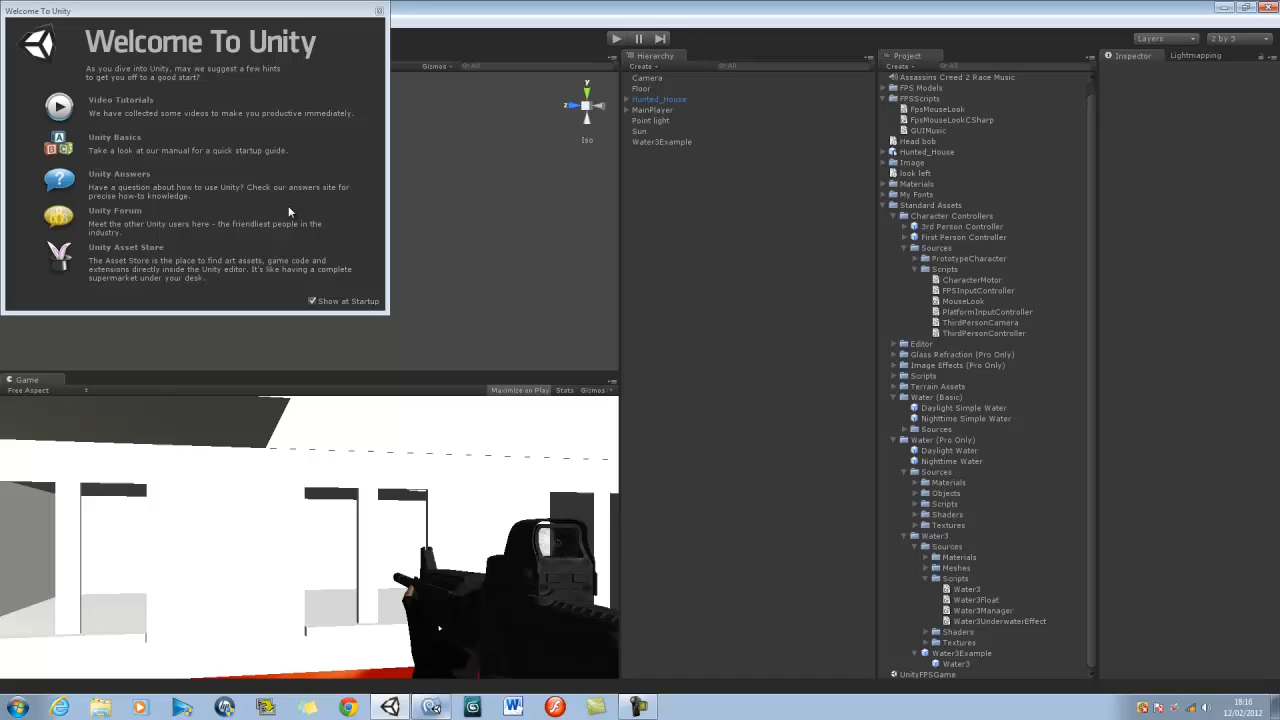 Welcome To Unity
Welcome To Unity
As you dive into Unity, may we suggest a few hints
to get you off to a good start?
Video Tutorials
We have collected some videos to make you productive immediately.
Unity Basics
Take a look at our manual for a quick startup guide.
Unity Answers
Have a question about how to use Unity? Check our answers site for
precise how-to knowledge.
Unity Forum
Meet the other Unity users here - the friendliest people in the
industry.
Unity Asset Store
The Asset Store is the place to find art assets, game code and
extensions directly inside the Unity editor. It's like having a complete
supermarket under your desk.
Show at Startup
Layers
2 by 3
Gizmos
All
y
z
Iso
Game
Free Aspect
Maximize on Play
Stats
Gizmos
Hierarchy
Create
All
Camera
Floor
Hunted_House
MainPlayer
Point light
Sun
Water3Example
Project
Create
All
Assassins Creed 2 Race Music
FPS Models
FPSScripts
FpsMouseLook
FpsMouseLookCSharp
GUIMusic
Head bob
Hunted_House
Image
look left
Materials
My Fonts
Standard Assets
Character Controllers
3rd Person Controller
First Person Controller
Sources
PrototypeCharacter
Scripts
CharacterMotor
FPSInputController
MouseLook
PlatformInputController
ThirdPersonCamera
ThirdPersonController
Editor
Glass Refraction (Pro Only)
Image Effects (Pro Only)
Scripts
Terrain Assets
Water (Basic)
Daylight Simple Water
Nighttime Simple Water
Sources
Water (Pro Only)
Daylight Water
Nighttime Water
Sources
Materials
Objects
Scripts
Shaders
Textures
Water3
Sources
Materials
Meshes
Scripts
Water3
Water3Float
Water3Manager
Water3UnderwaterEffect
Shaders
Textures
Water3Example
Water3
UnityFPSGame
Inspector
Lightmapping
18:16
12/02/2012